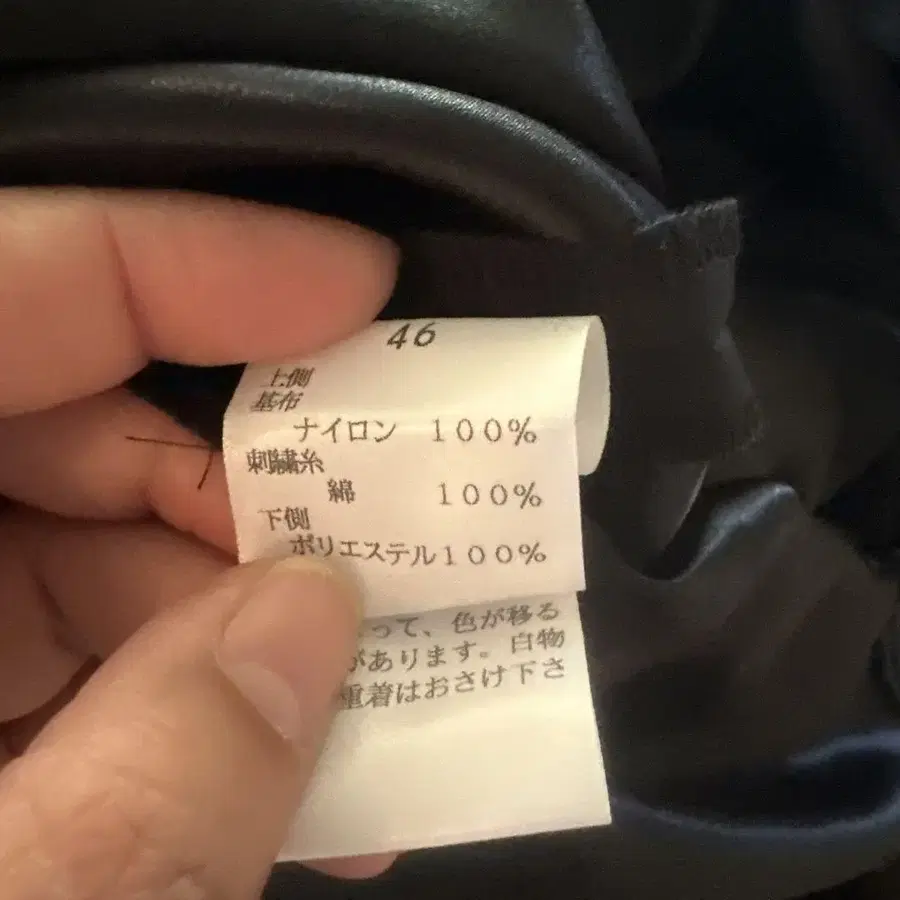 46
上側
基布
ナイロン 100%
刺繍糸
綿 100%
下側
ポリエステル100%
って、色が移る
があります。白物
重着はおさけ下さ